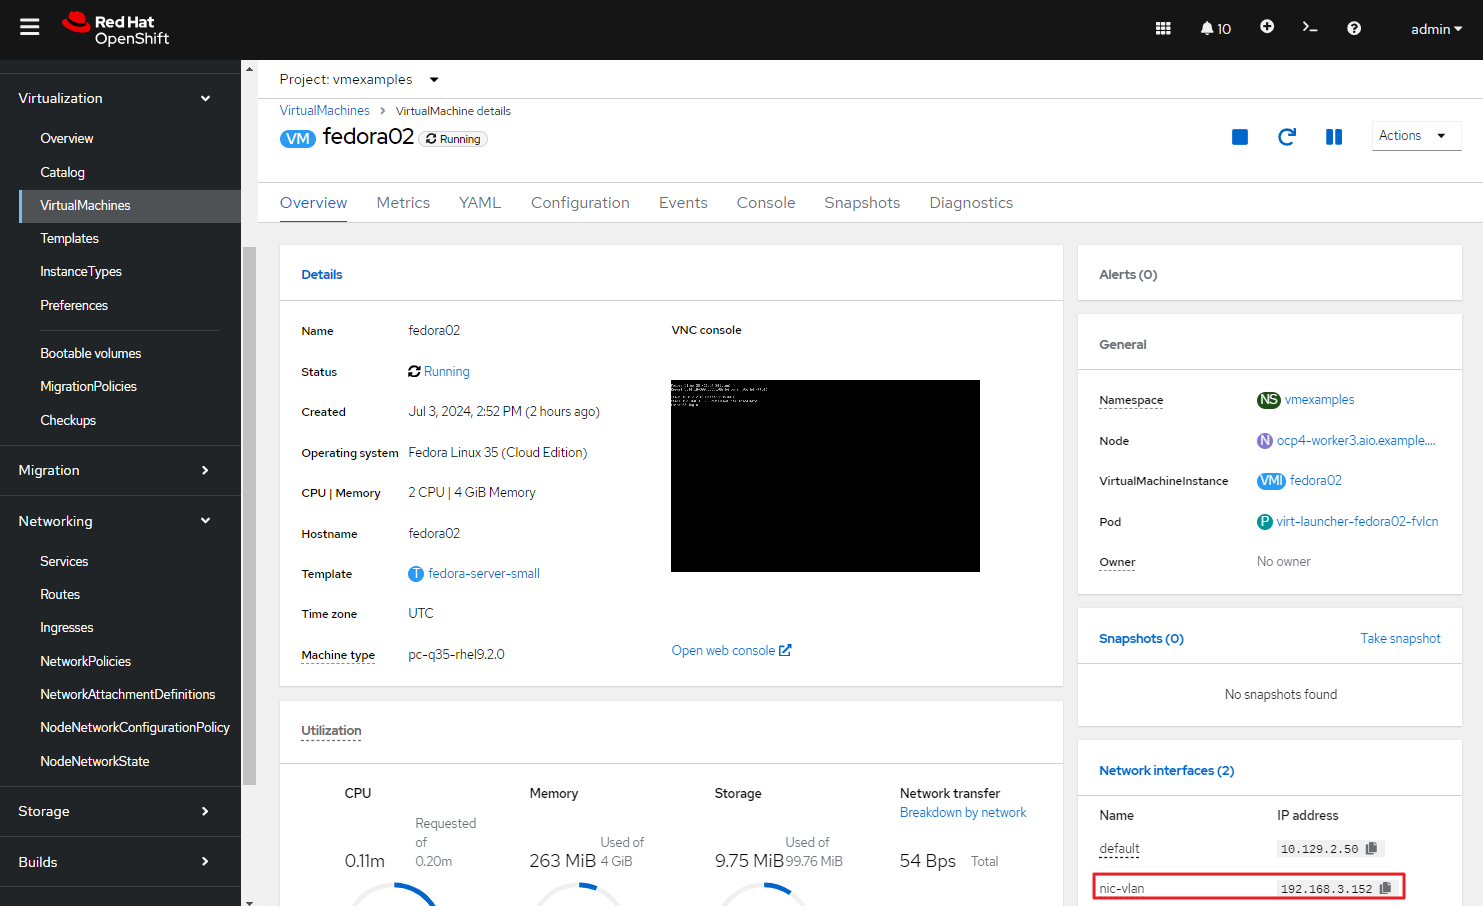 Red Hat
OpenShift
10
admin
Virtualization
Overview
Catalog
VirtualMachines
Templates
InstanceTypes
Preferences
Bootable volumes
MigrationPolicies
Checkups
Migration
Networking
Services
Routes
Ingresses
NetworkPolicies
NetworkAttachmentDefinitions
NodeNetworkConfigurationPolicy
NodeNetworkState
Storage
Builds
Project: vmexamples
VirtualMachines > VirtualMachine details
VM fedora02 Running
Actions
Overview Metrics YAML Configuration Events Console Snapshots Diagnostics
Details
Name fedora02
Status Running
Created Jul 3, 2024, 2:52 PM (2 hours ago)
Operating system Fedora Linux 35 (Cloud Edition)
CPU | Memory 2 CPU | 4 GiB Memory
Hostname fedora02
Template T fedora-server-small
Time zone UTC
Machine type pc-q35-rhel9.2.0
VNC console
Open web console
Utilization
CPU
0.11m
Requested
of
0.20m
Memory
263 MiB
Used of
4 GiB
Storage
9.75 MiB
Used of
99.76 MiB
Network transfer
Breakdown by network
54 Bps Total
Alerts (0)
General
Namespace NS vmexamples
Node N ocp4-worker3.aio.example....
VirtualMachineInstance VMI fedora02
Pod P virt-launcher-fedora02-fvlcn
Owner No owner
Snapshots (0) Take snapshot
No snapshots found
Network interfaces (2)
Name IP address
default 10.129.2.50
nic-vlan 192.168.3.152